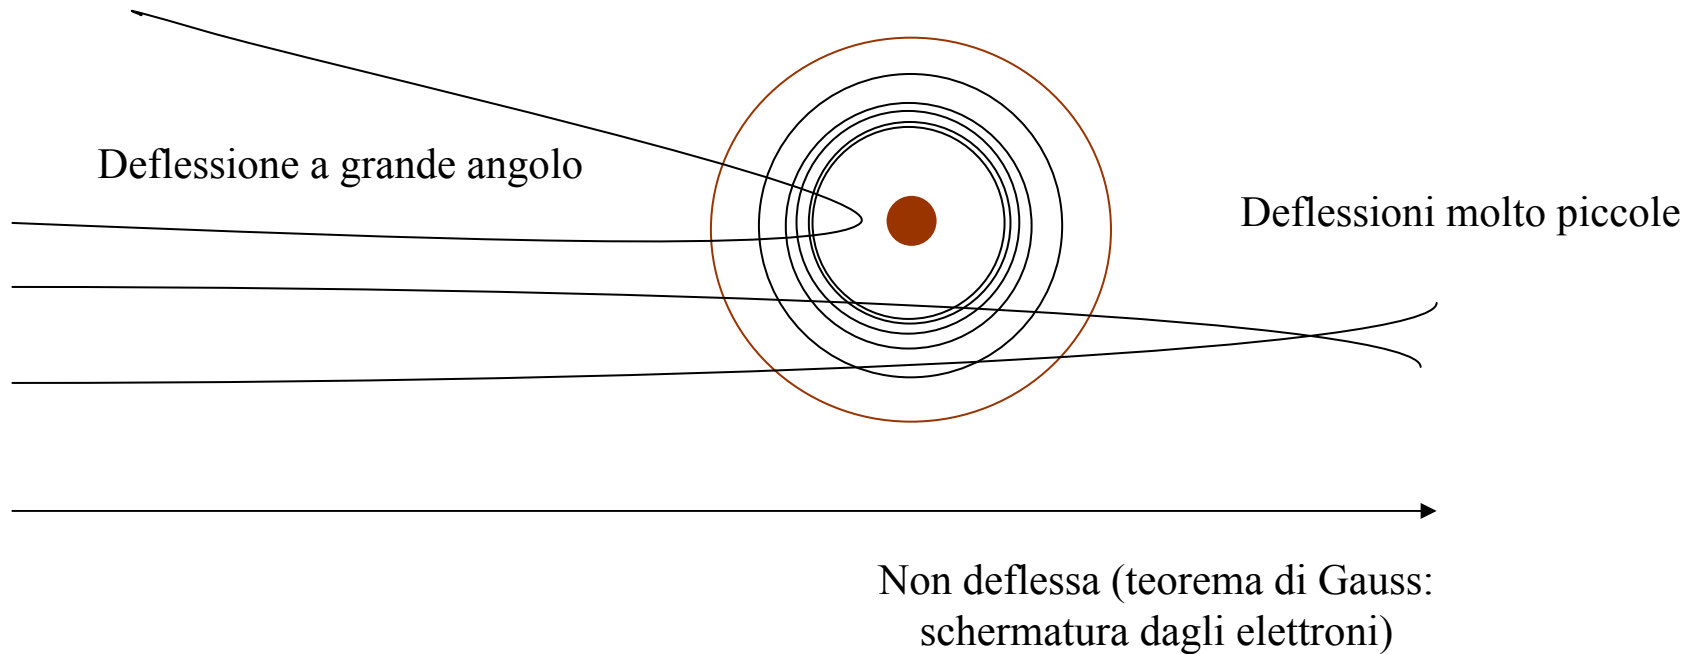 Deflessione a grande angolo
Deflessioni molto piccole
Non deflessa (teorema di Gauss:
schermatura dagli elettroni)